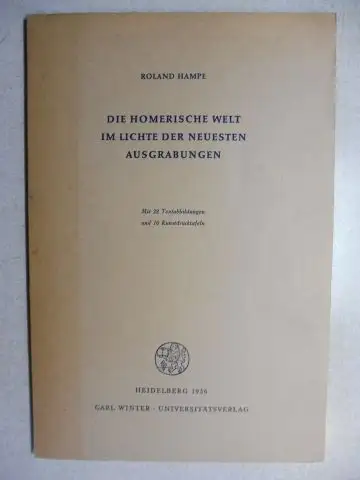 ROLAND HAMPE
DIE HOMERISCHE WELT
IM LICHTE DER NEUESTEN
AUSGRABUNGEN
Mit 22 Textabbildungen
und 16 Kunstdrucktafeln
HEIDELBERG 1956
CARL WINTER · UNIVERSITÄTSVERLAG